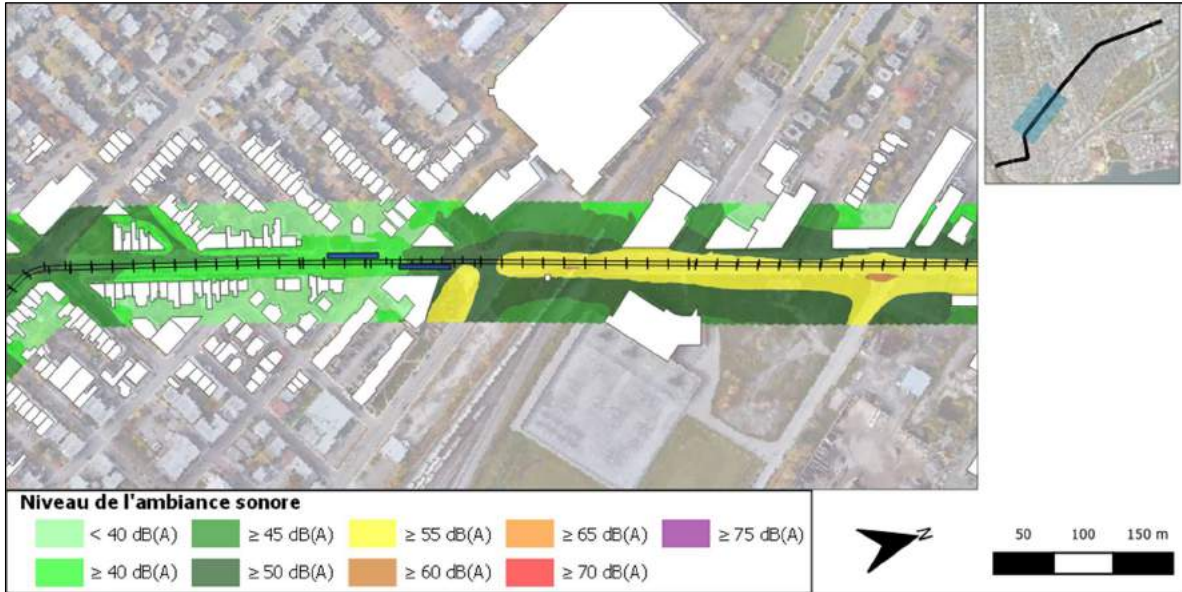 Niveau de l'ambiance sonore
< 40 dB(A)
≥ 45 dB(A)
≥ 55 dB(A)
≥ 65 dB(A)
≥ 75 dB(A)
≥ 40 dB(A)
≥ 50 dB(A)
≥ 60 dB(A)
≥ 70 dB(A)
N
50 100 150 m